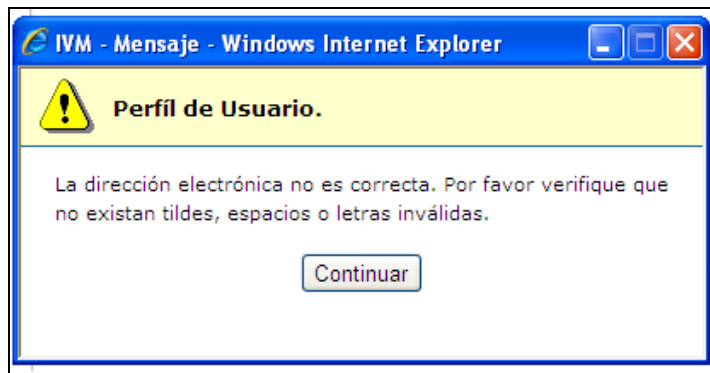 IVM - Mensaje - Windows Internet Explorer
Perfíl de Usuario.
La dirección electrónica no es correcta. Por favor verifique que
no existan tildes, espacios o letras inválidas.
Continuar